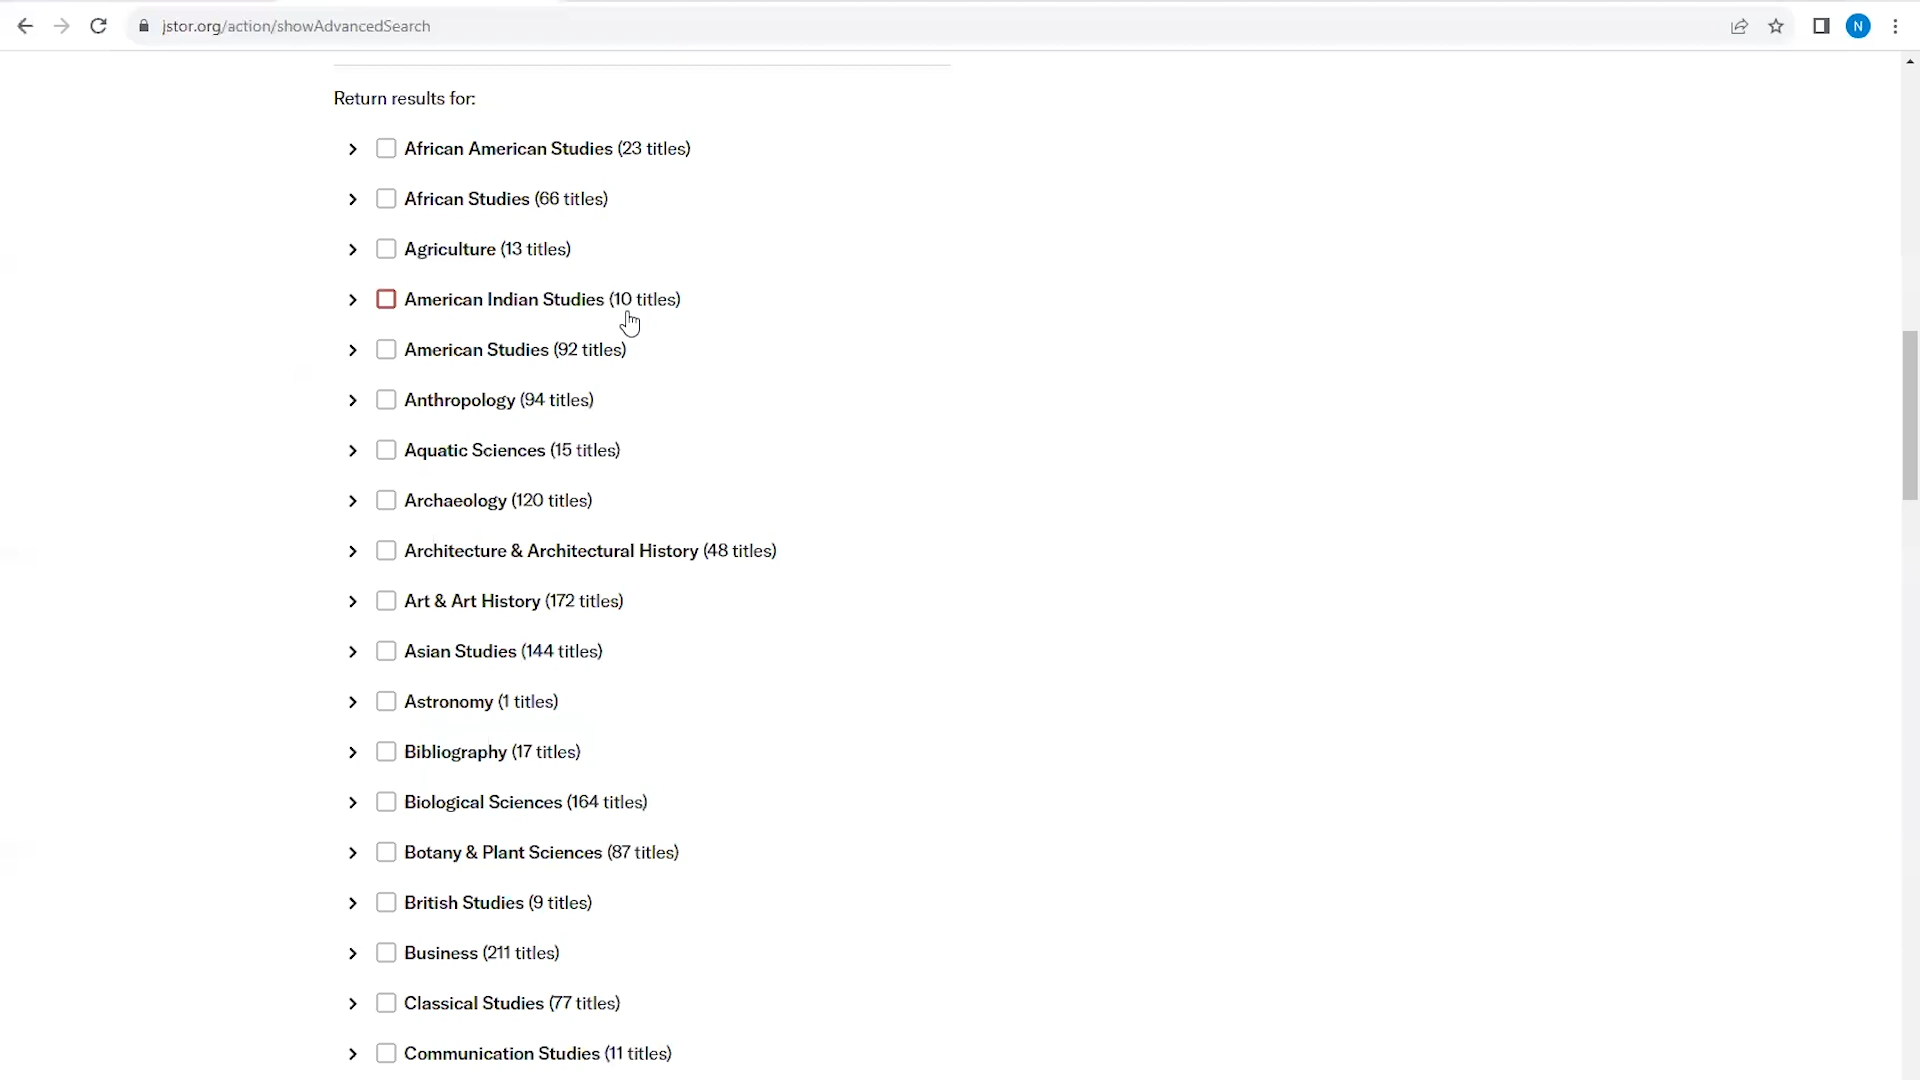 jstor.org/action/showAdvancedSearch
N
Return results for:
African American Studies (23 titles)
African Studies (66 titles)
Agriculture (13 titles)
American Indian Studies (10 titles)
American Studies (92 titles)
Anthropology (94 titles)
Aquatic Sciences (15 titles)
Archaeology (120 titles)
Architecture & Architectural History (48 titles)
Art & Art History (172 titles)
Asian Studies (144 titles)
Astronomy (1 titles)
Bibliography (17 titles)
Biological Sciences (164 titles)
Botany & Plant Sciences (87 titles)
British Studies (9 titles)
Business (211 titles)
Classical Studies (77 titles)
Communication Studies (11 titles)